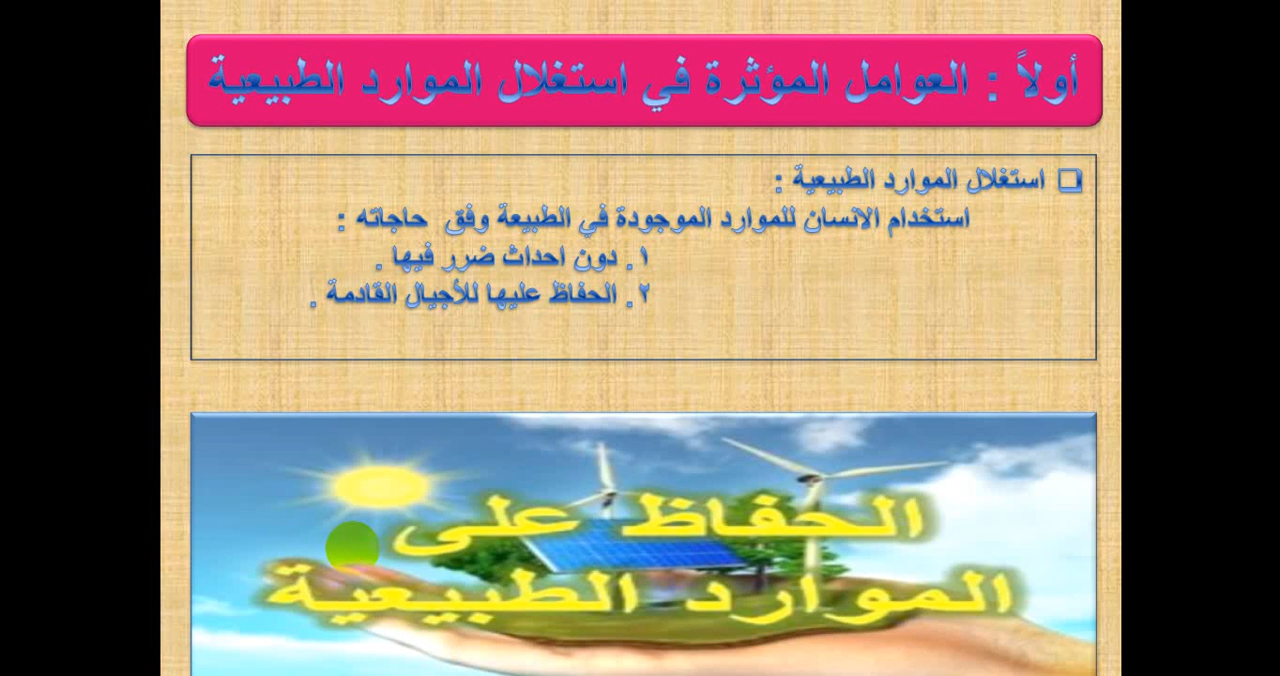 أولاً : العوامل المؤثرة في استغلال الموارد الطبيعية
❑ استغلال الموارد الطبيعية :
استخدام الانسان للموارد الموجودة في الطبيعة وفق حاجاته :
١. دون احداث ضرر فيها .
٢. الحفاظ عليها للأجيال القادمة .
الحفاظ على
الموارد الطبيعية